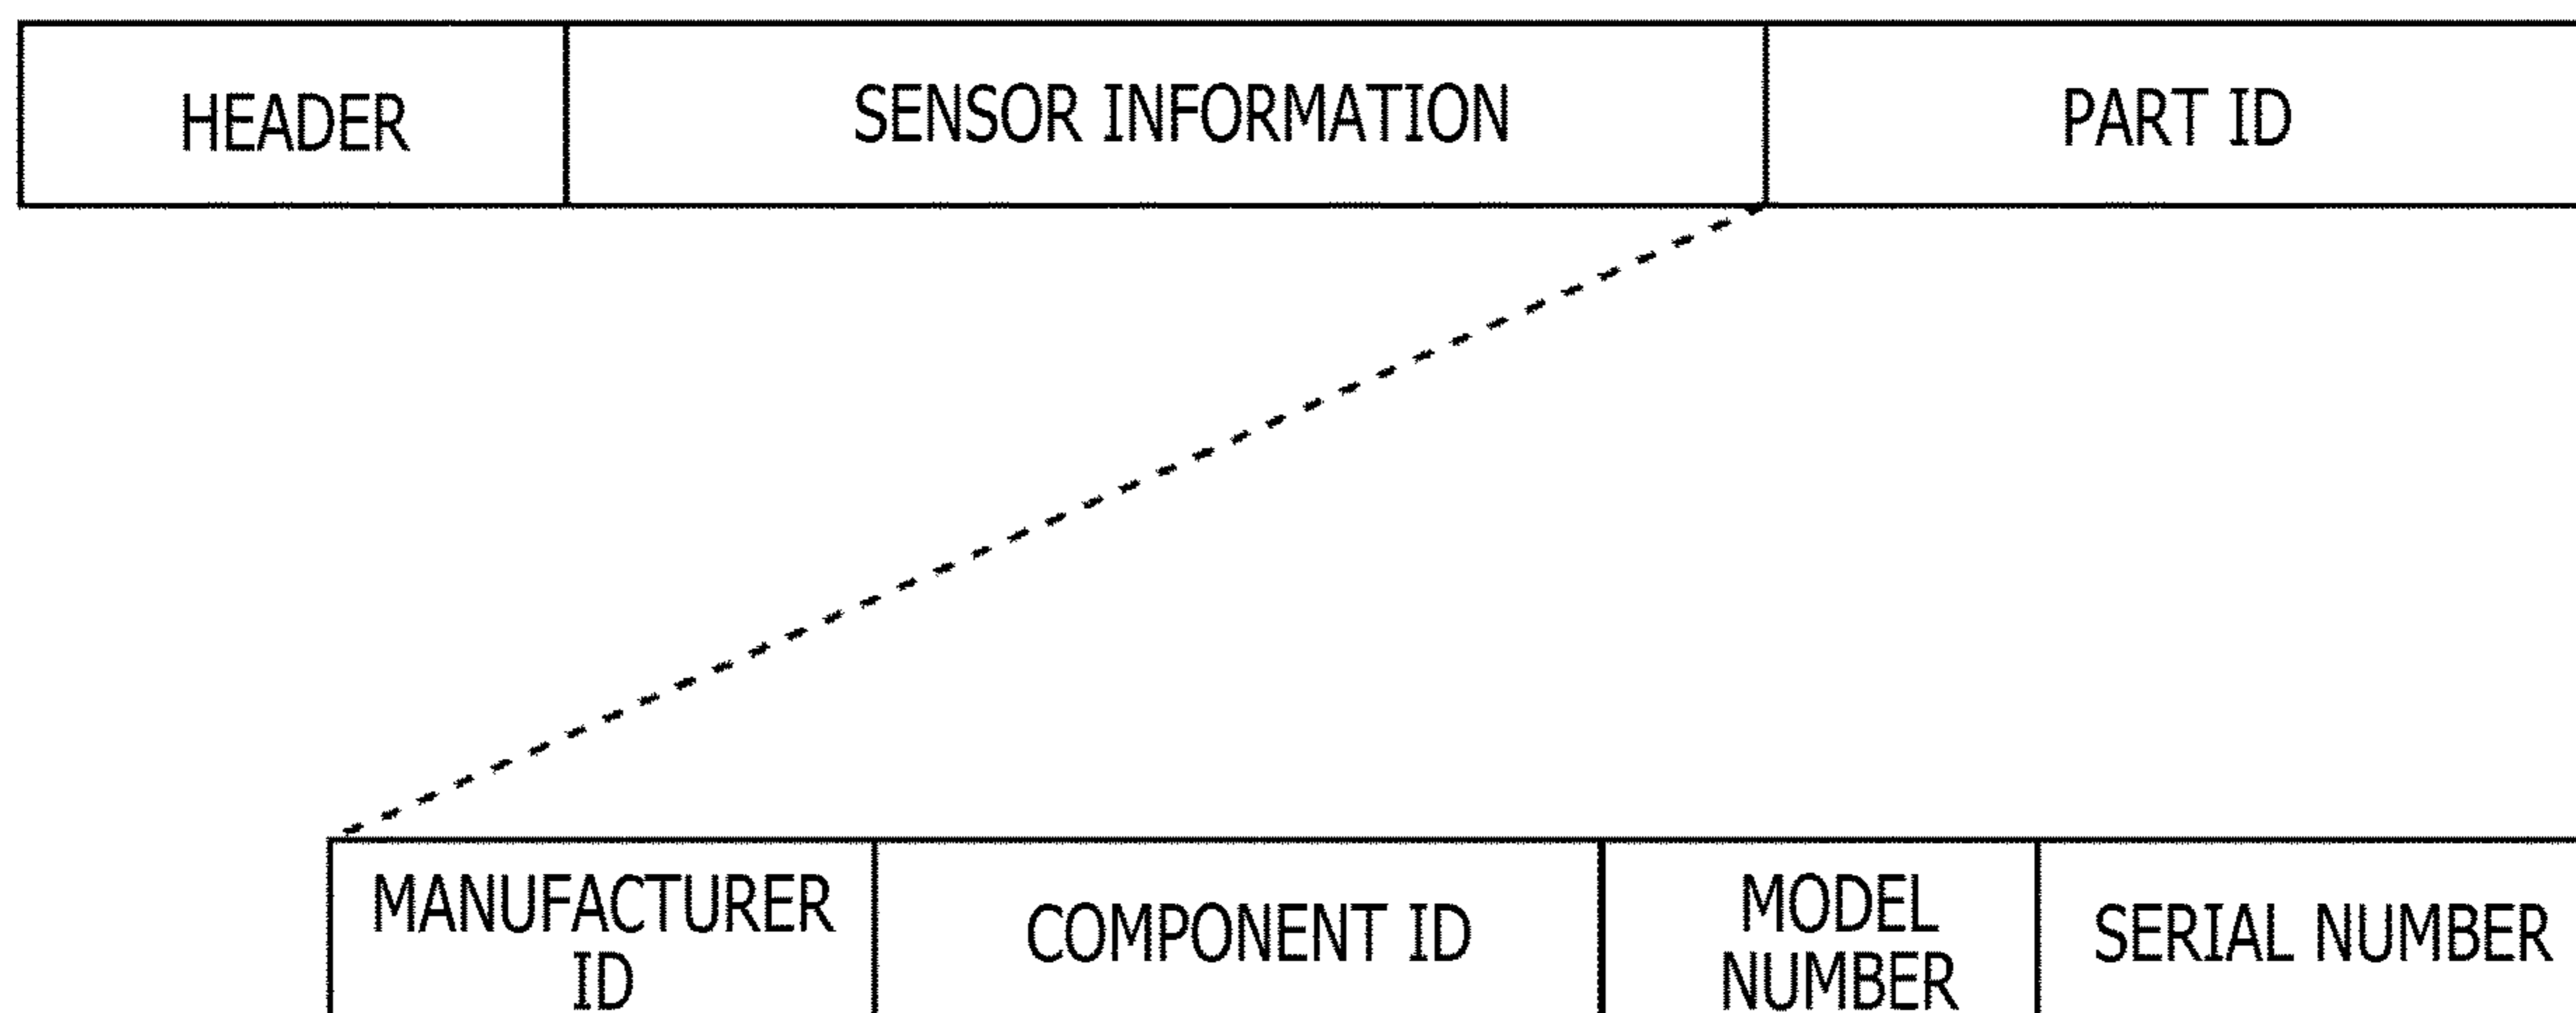 HEADER
SENSOR INFORMATION
PART ID
MANUFACTURER
ID
COMPONENT ID
MODEL
NUMBER
SERIAL NUMBER